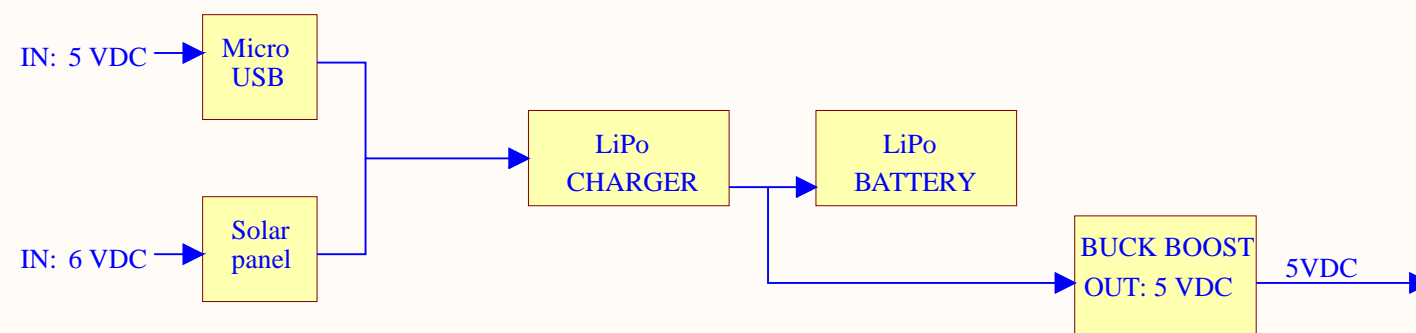 IN: 5 VDC
Micro
USB
LiPo
CHARGER
LiPo
BATTERY
IN: 6 VDC
Solar
panel
BUCK BOOST
OUT: 5 VDC
5VDC